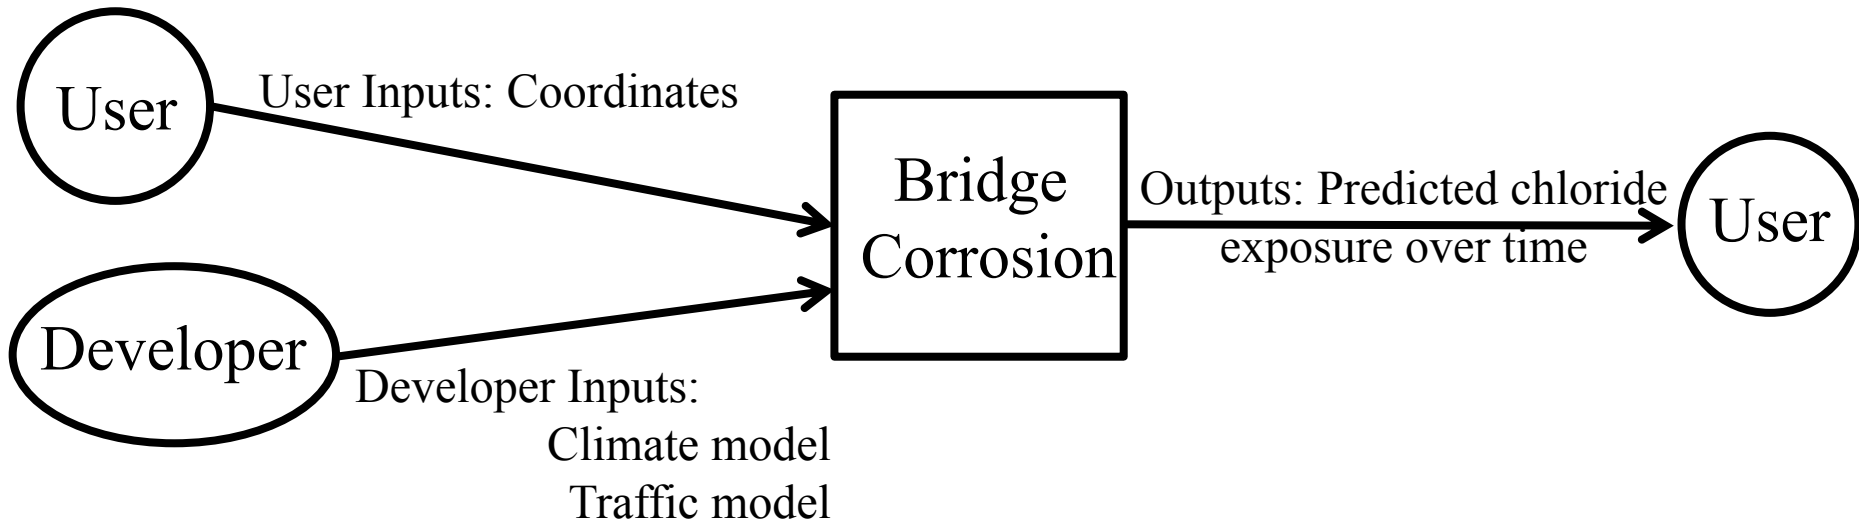 User
User Inputs: Coordinates
Bridge
Corrosion
Outputs: Predicted chloride
exposure over time
User
Developer
Developer Inputs:
Climate model
Traffic model